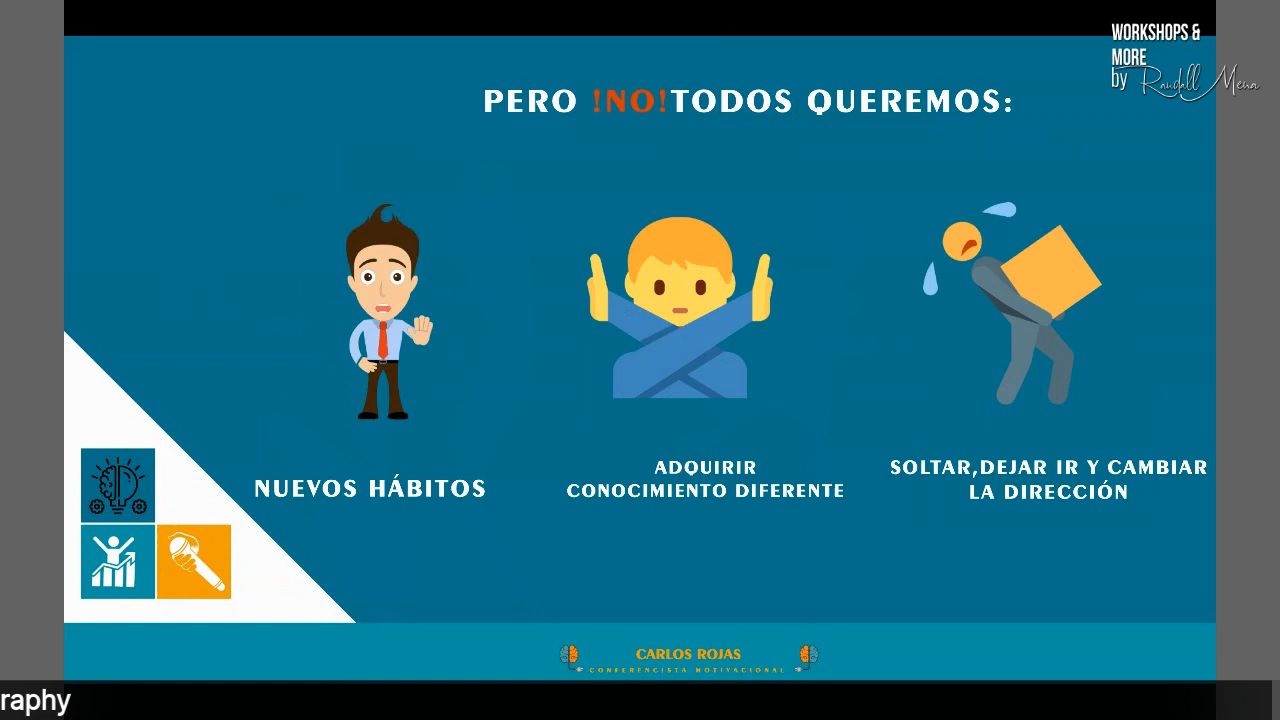 WORKSHOPS &
MORE
by Randall Mena
PERO !NO!TODOS QUEREMOS:
NUEVOS HÁBITOS
ADQUIRIR
CONOCIMIENTO DIFERENTE
SOLTAR,DEJAR IR Y CAMBIAR
LA DIRECCIÓN
CARLOS ROJAS
CONFERENCISTA MOTIVACIONAL
raphy